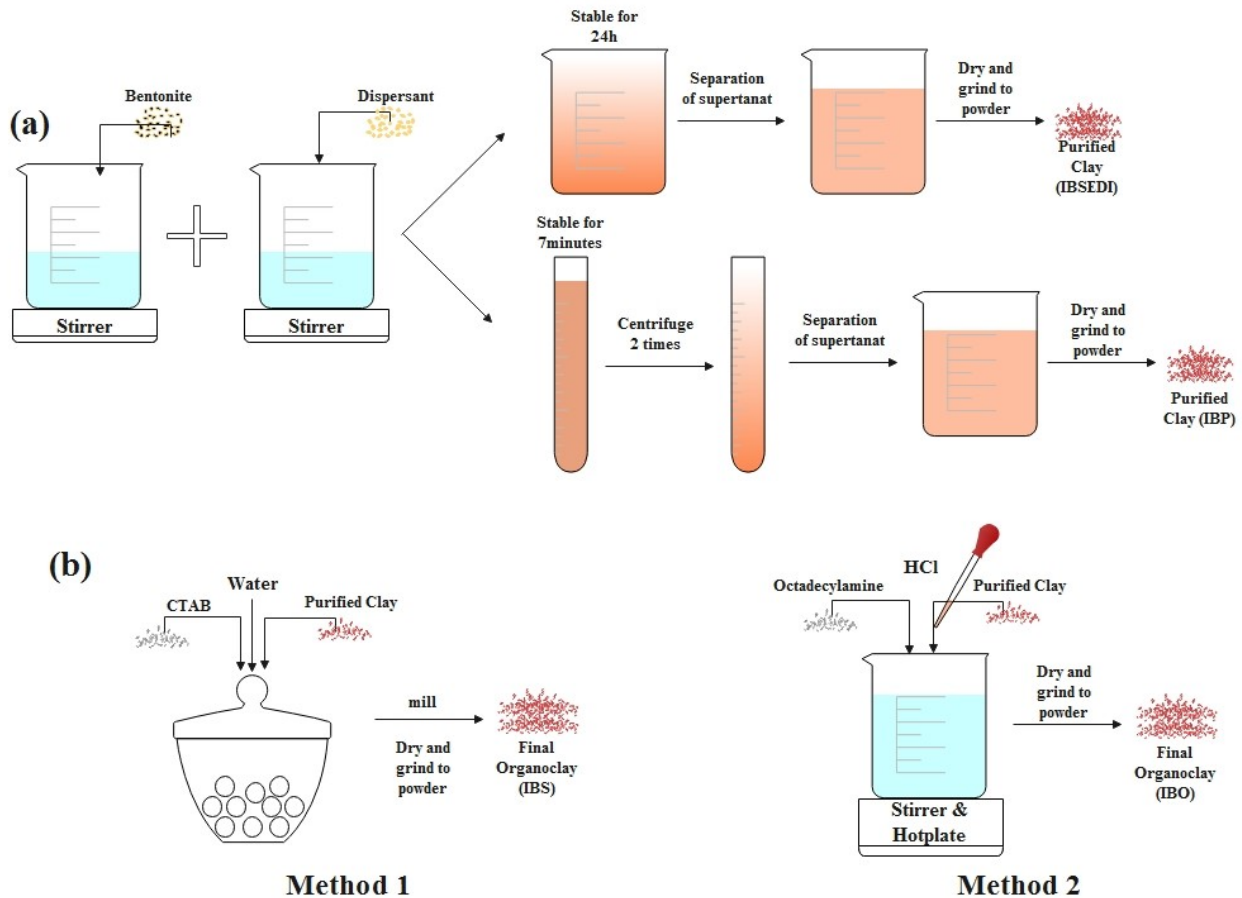 (a)
Bentonite
Stirrer
Dispersant
Stirrer
Stable for
24h
Separation
of supertanat
Dry and
grind to
powder
Purified
Clay
(IBSEDI)
Stable for
7minutes
Centrifuge
2 times
Separation
of supertanat
Dry and
grind to
powder
Purified
Clay (IBP)
(b)
CTAB
Water
Purified Clay
mill
Dry and
grind to
powder
Final
Organoclay
(IBS)
Method 1
Octadecylamine
HCl
Purified Clay
Stirrer &
Hotplate
Dry and
grind to
powder
Final
Organoclay
(IBO)
Method 2